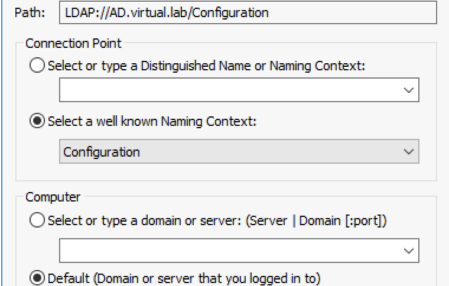 Path: LDAP://AD.virtual.lab/Configuration
Connection Point
Select or type a Distinguished Name or Naming Context:
Select a well known Naming Context:
Configuration
Computer
Select or type a domain or server: (Server | Domain [:port])
Default (Domain or server that you logged in to)